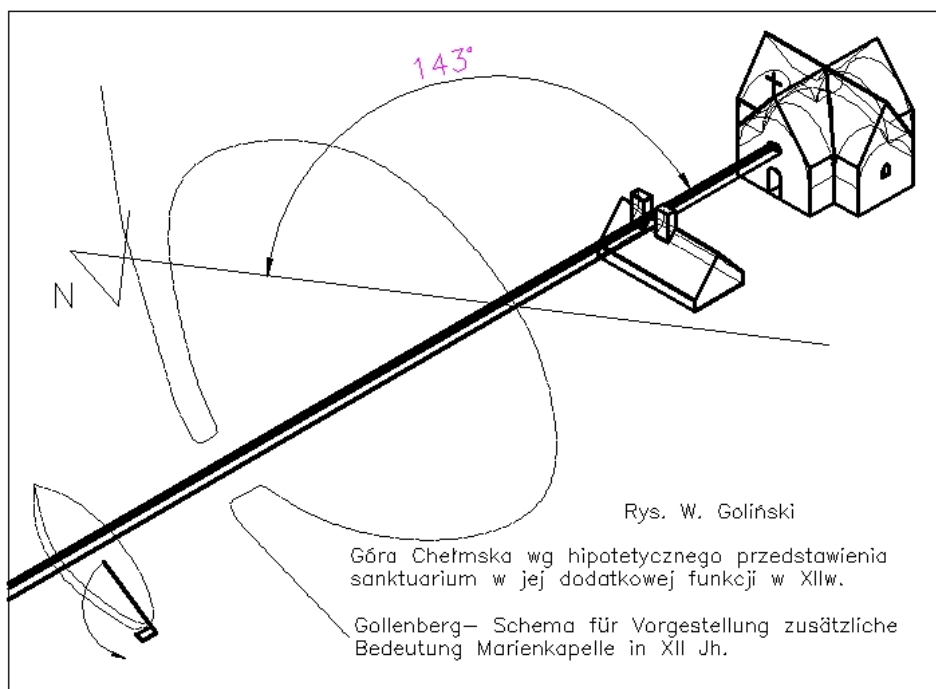 143°
N
Rys. W. Goliński
Góra Chełmska wg hipotetycznego przedstawienia
sanktuarium w jej dodatkowej funkcji w XIIw.
Gollenberg– Schema für Vorgestellung zusätzliche
Bedeutung Marienkapelle in XII Jh.